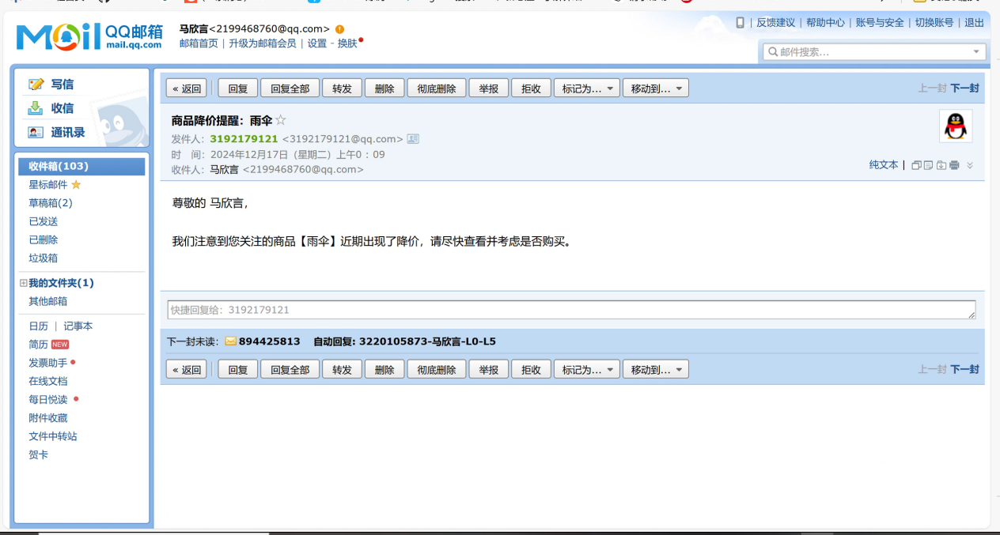 Mail QQ邮箱
mail.qq.com
马欣言<2199468760@qq.com>
邮箱首页 | 升级为邮箱会员 | 设置 - 换肤
| 反馈建议 | 帮助中心 | 账号与安全 | 切换账号 | 退出
邮件搜索...
写信
收信
通讯录
收件箱(103)
星标邮件
草稿箱(2)
已发送
已删除
垃圾箱
我的文件夹(1)
其他邮箱
日历 | 记事本
简历 NEW
发票助手
在线文档
每日悦读
附件收藏
文件中转站
贺卡
« 返回 回复 回复全部 转发 删除 彻底删除 举报 拒收 标记为... 移动到... 上一封 下一封
商品降价提醒：雨伞
发件人：3192179121 <3192179121@qq.com>
时 间：2024年12月17日（星期二）上午0：09
收件人：马欣言 <2199468760@qq.com>
纯文本 |
尊敬的 马欣言，
我们注意到您关注的商品【雨伞】近期出现了降价，请尽快查看并考虑是否购买。
快捷回复给：3192179121
下一封未读： 894425813 自动回复: 3220105873-马欣言-L0-L5
« 返回 回复 回复全部 转发 删除 彻底删除 举报 拒收 标记为... 移动到... 上一封 下一封